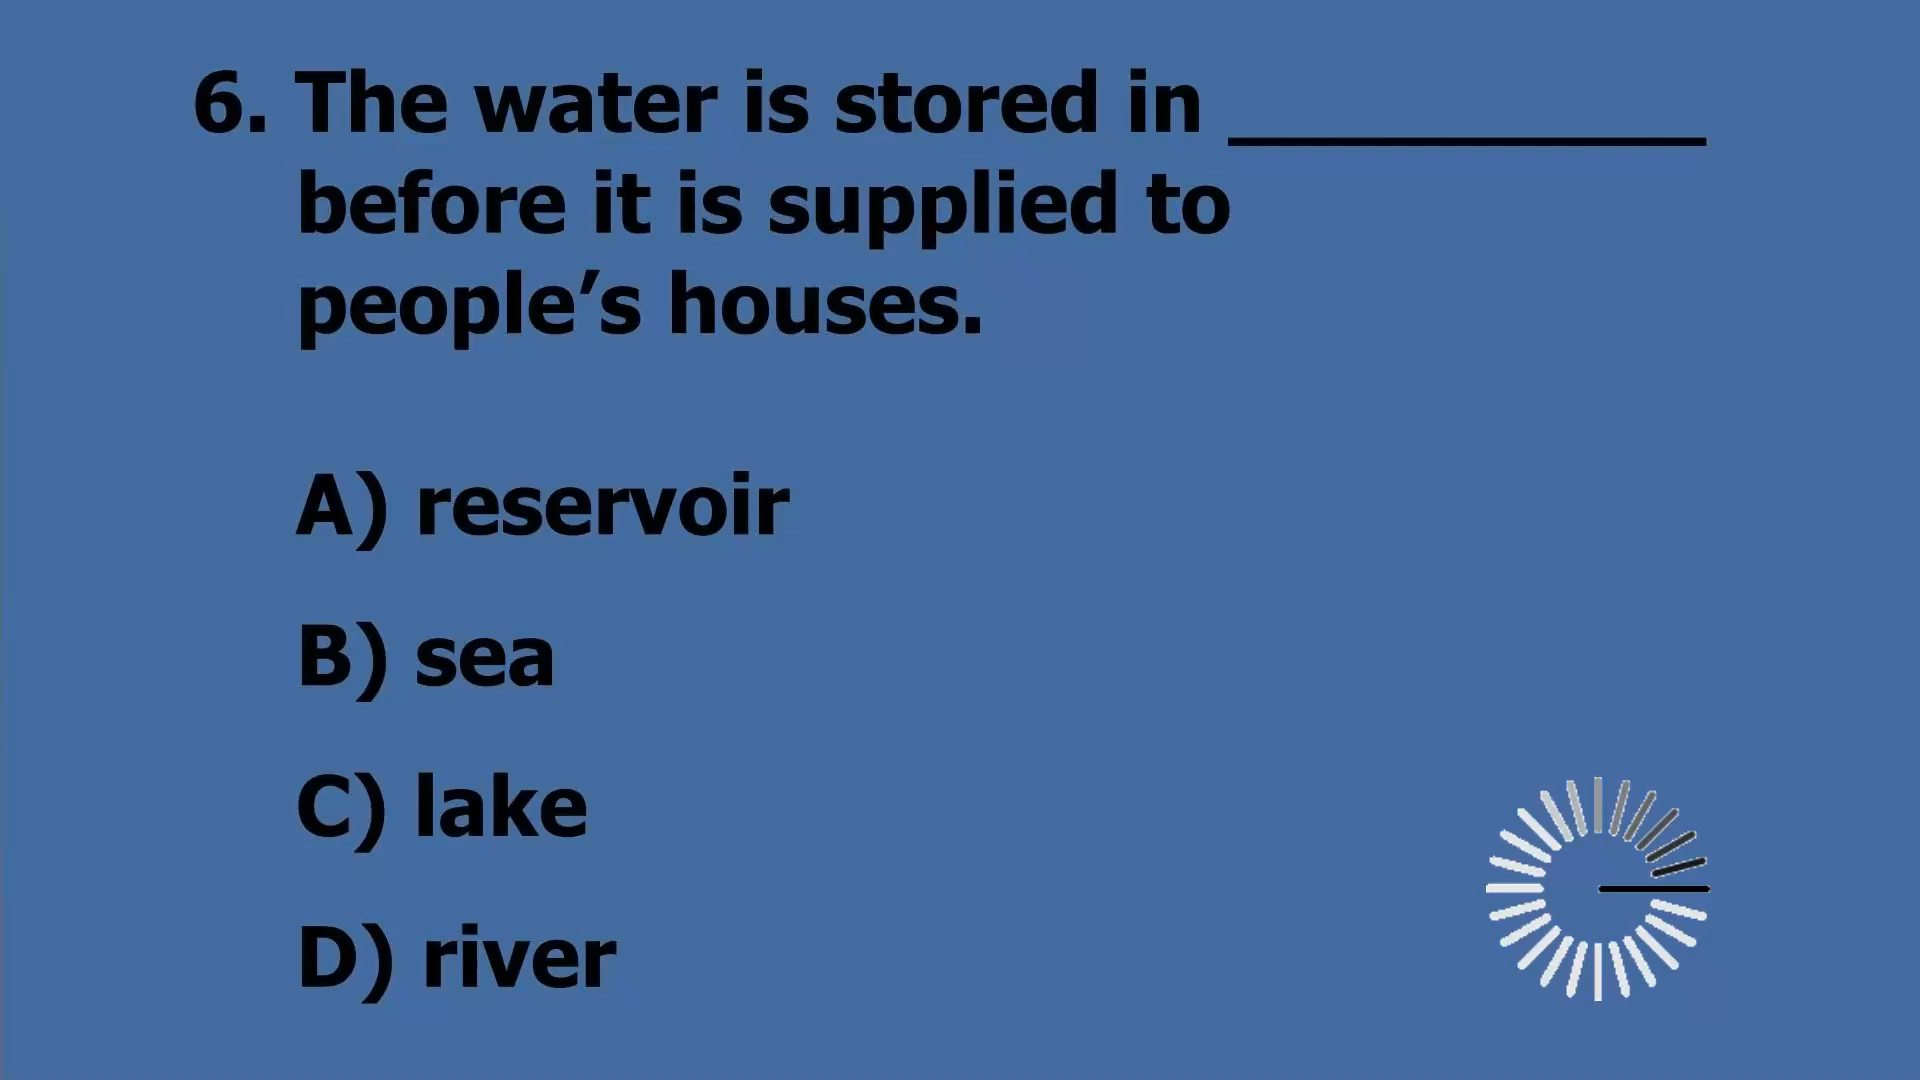 6. The water is stored in ____________
before it is supplied to
people’s houses.
A) reservoir
B) sea
C) lake
D) river